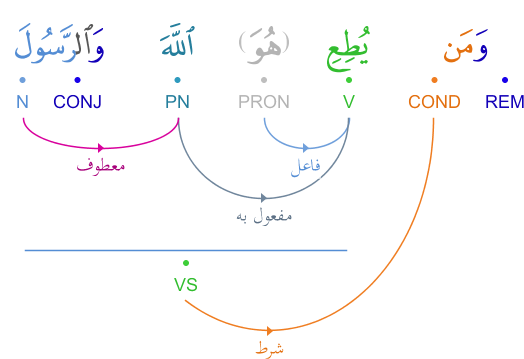 وَمَن يُطِعِ (هُوَ) ٱللَّهَ وَٱلرَّسُولَ
REM COND V PRON PN CONJ N
فاعل
معطوف
مفعول به
VS
شرط